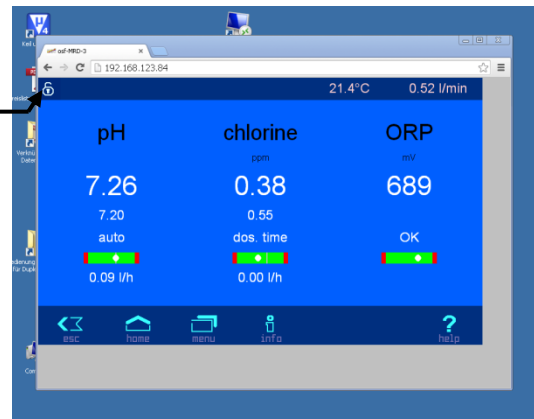 asf-MRD-3
192.168.123.84
21.4°C 0.52 l/min
pH chlorine ORP
ppm mV
7.26 0.38 689
7.20 0.55
auto dos. time OK
0.09 l/h 0.00 l/h
esc home menu info help